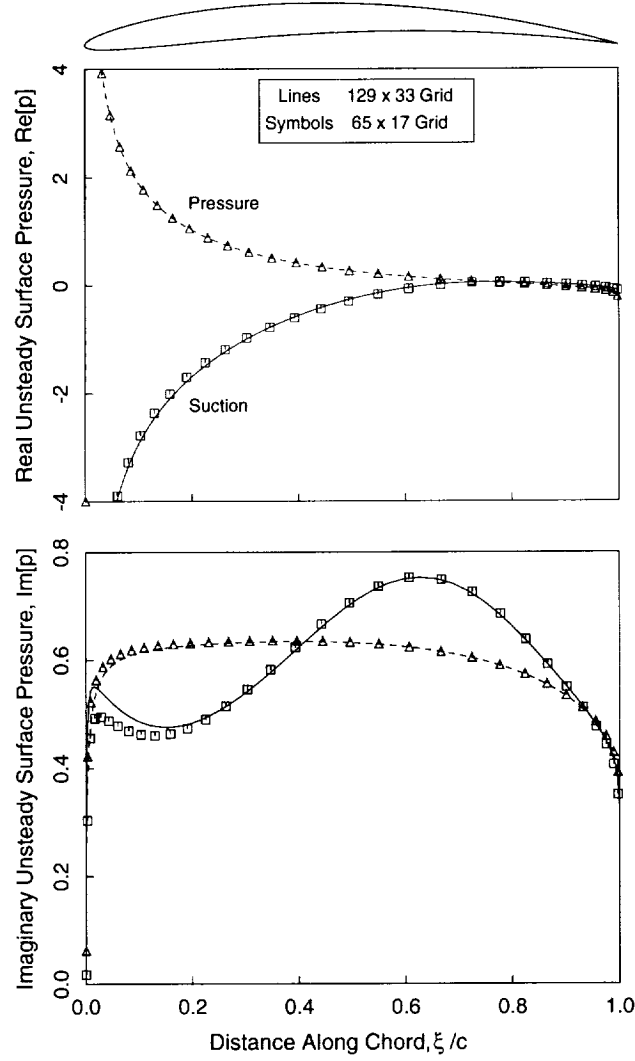 4
2
0
-2
-4
Real Unsteady Surface Pressure, Re[p]
Lines 129 x 33 Grid
Symbols 65 x 17 Grid
Pressure
Suction
0.8
0.6
0.4
0.2
0.0
Imaginary Unsteady Surface Pressure, Im[p]
0.0 0.2 0.4 0.6 0.8 1.0
Distance Along Chord, ξ /c